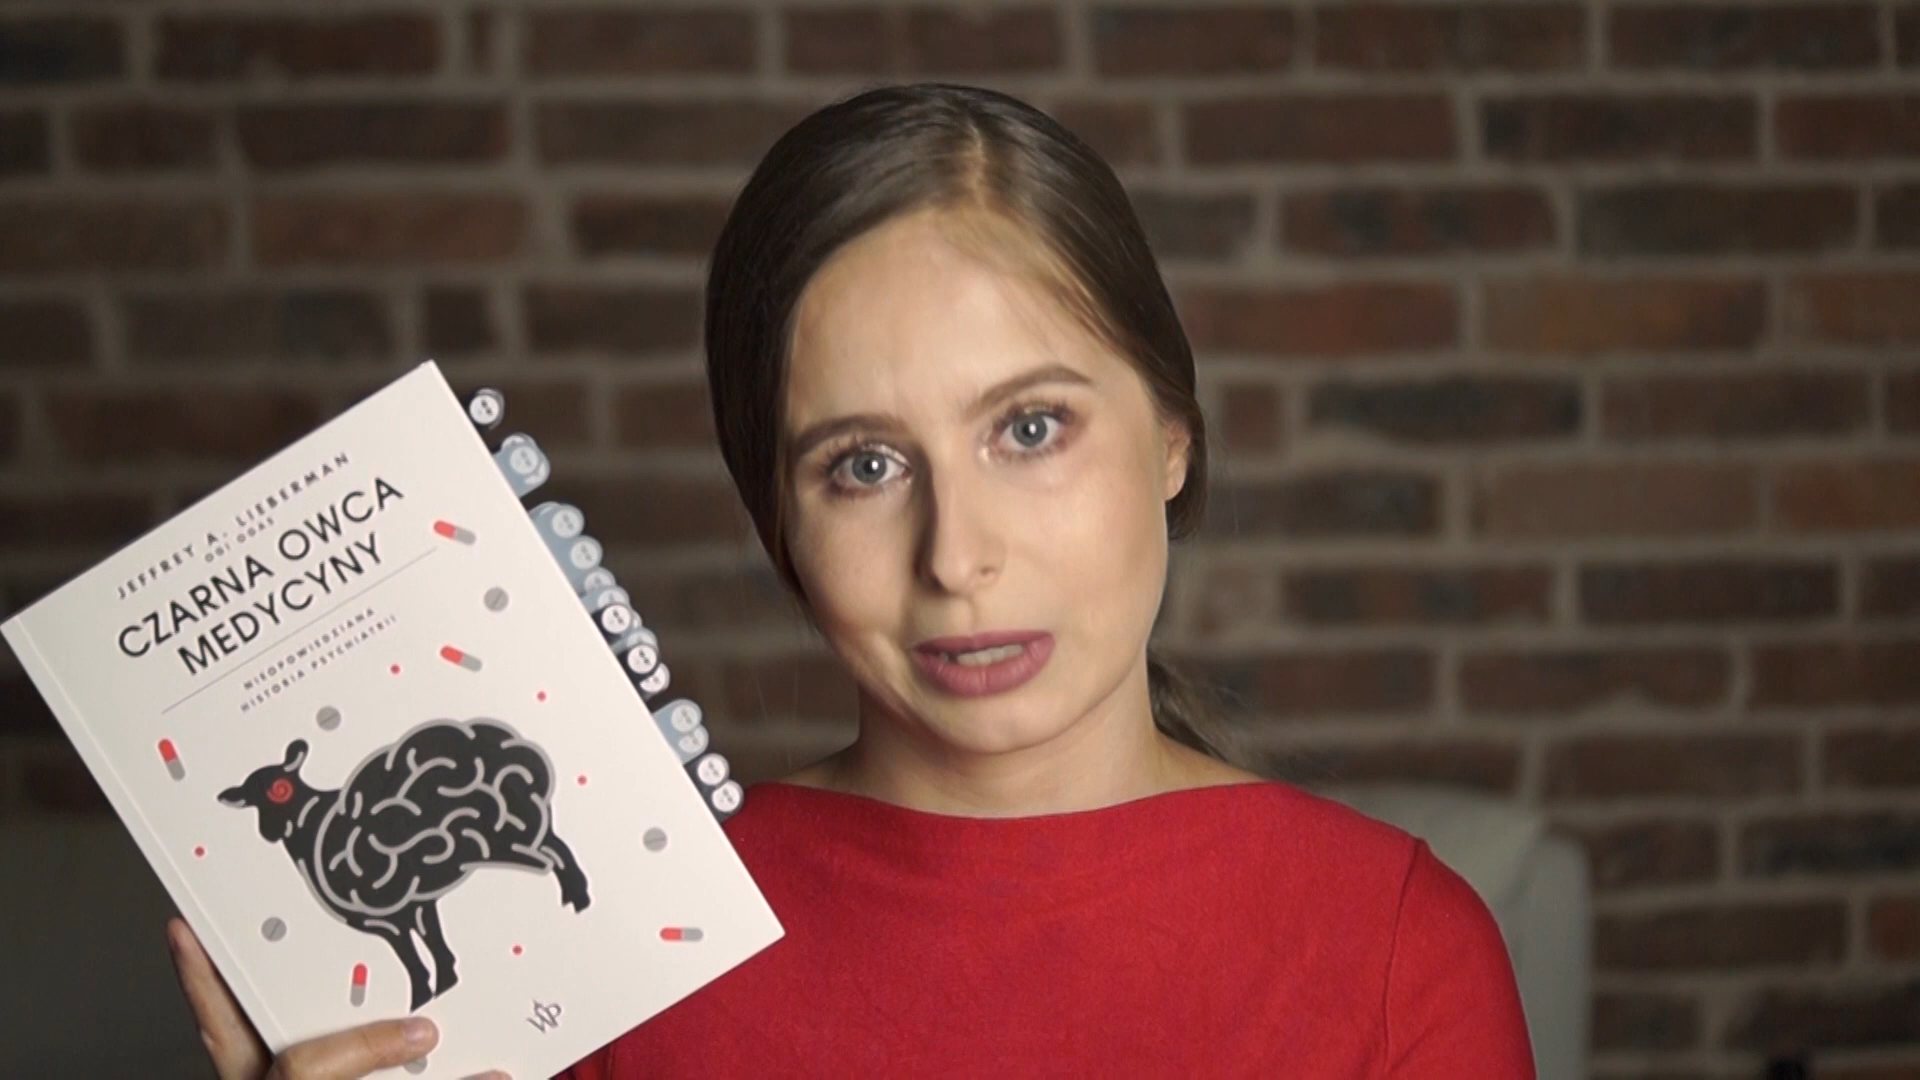 JEFFREY A. LIEBERMAN
OGI OGAS
CZARNA OWCA
MEDYCYNY
NIEOPOWIEDZIANA
HISTORIA PSYCHIATRII